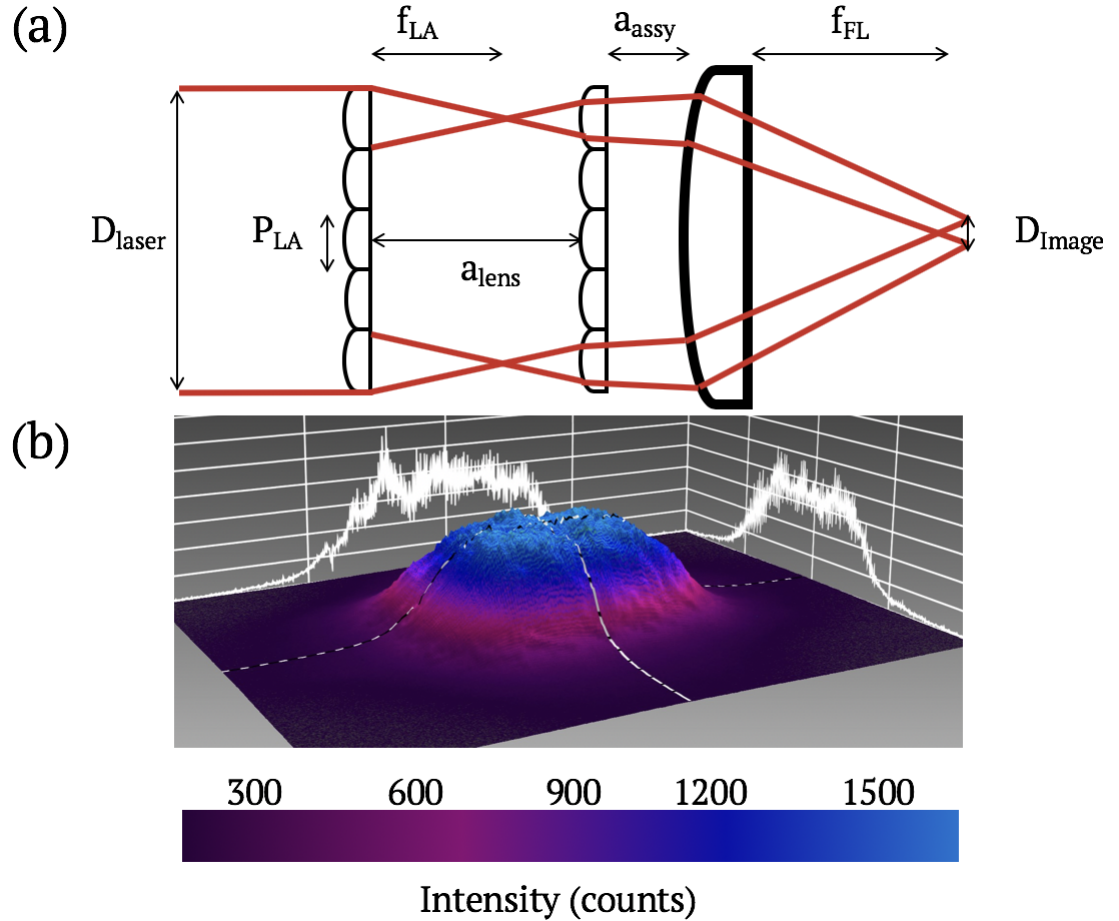 (a)
f_LA
a_assy
f_FL
D_laser
P_LA
a_lens
D_Image
(b)
300 600 900 1200 1500
Intensity (counts)